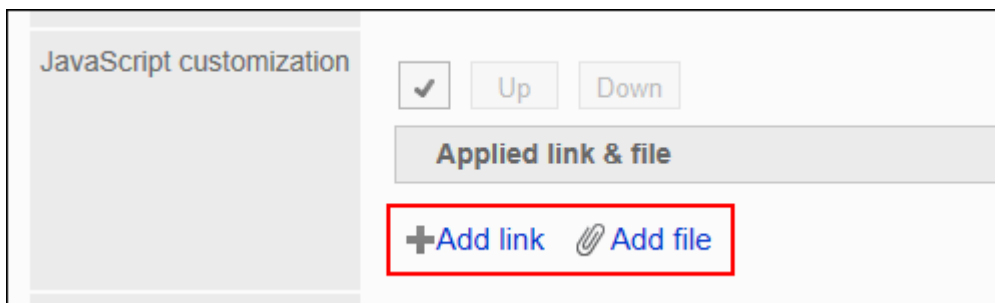 JavaScript customization
Up Down
Applied link & file
Add link Add file